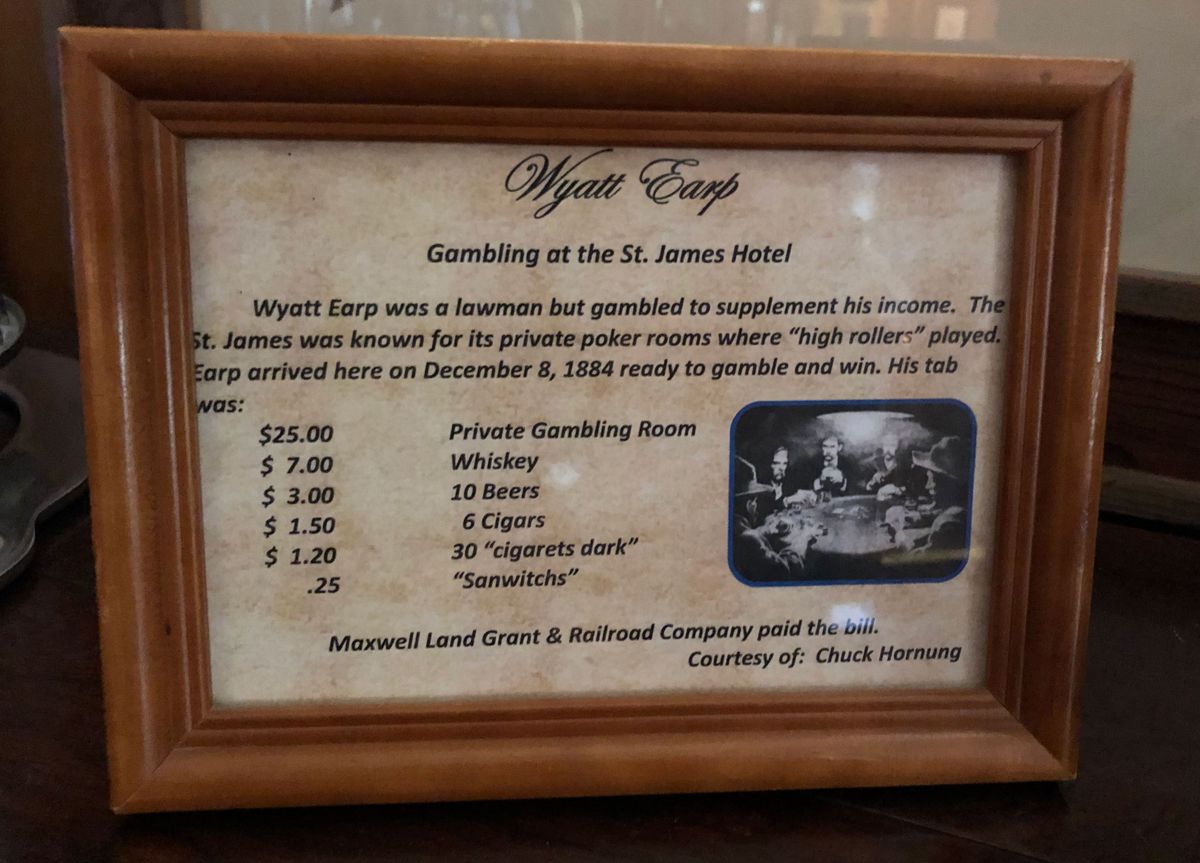 Wyatt Earp
Gambling at the St. James Hotel
Wyatt Earp was a lawman but gambled to supplement his income. The
St. James was known for its private poker rooms where “high rollers” played.
Earp arrived here on December 8, 1884 ready to gamble and win. His tab
was:
$25.00 Private Gambling Room
$ 7.00 Whiskey
$ 3.00 10 Beers
$ 1.50 6 Cigars
$ 1.20 30 “cigarets dark”
.25 “Sanwitchs”
Maxwell Land Grant & Railroad Company paid the bill.
Courtesy of: Chuck Hornung